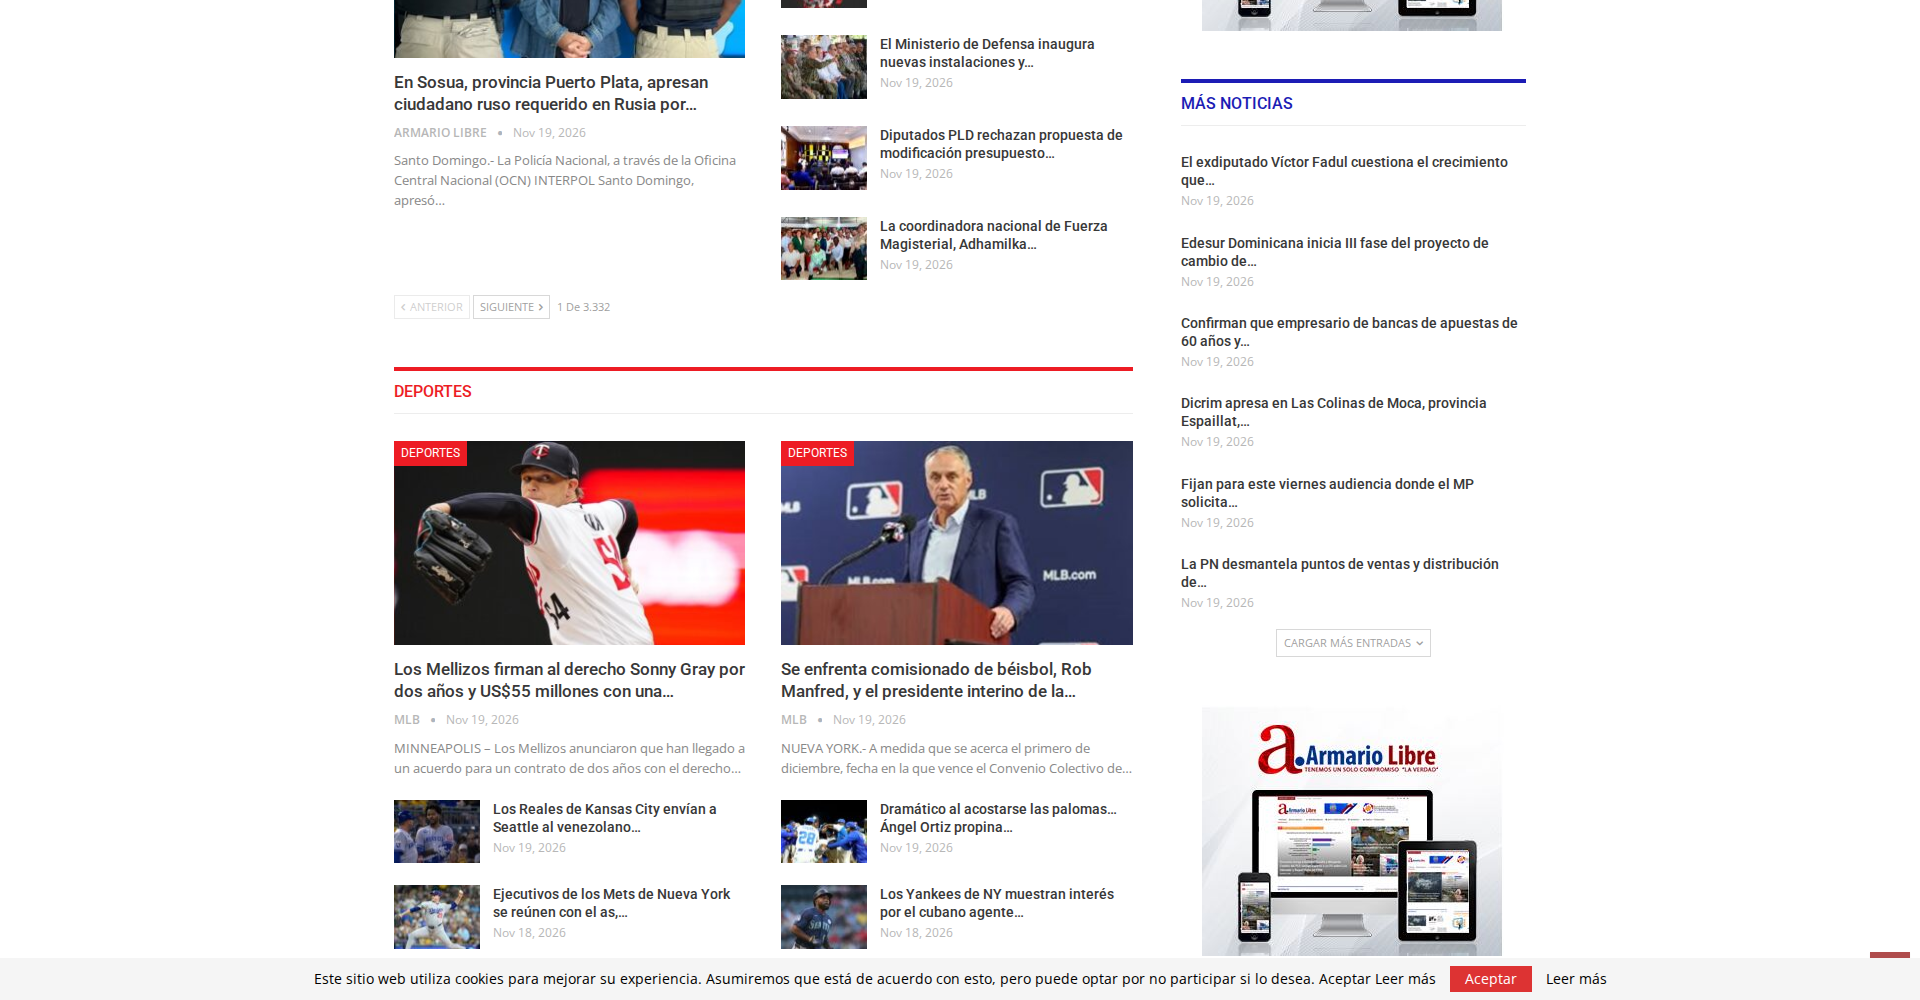 En Sosua, provincia Puerto Plata, apresan
ciudadano ruso requerido en Rusia por...
ARMARIO LIBRE • Nov 19, 2026
Santo Domingo.- La Policía Nacional, a través de la Oficina
Central Nacional (OCN) INTERPOL Santo Domingo,
apresó...
El Ministerio de Defensa inaugura
nuevas instalaciones y...
Nov 19, 2026
Diputados PLD rechazan propuesta de
modificación presupuesto...
Nov 19, 2026
La coordinadora nacional de Fuerza
Magisterial, Adhamilka...
Nov 19, 2026
ANTERIOR SIGUIENTE 1 De 3.332
DEPORTES
DEPORTES
Los Mellizos firman al derecho Sonny Gray por
dos años y US$55 millones con una...
MLB • Nov 19, 2026
MINNEAPOLIS – Los Mellizos anunciaron que han llegado a
un acuerdo para un contrato de dos años con el derecho...
DEPORTES
MLB.com
Se enfrenta comisionado de béisbol, Rob
Manfred, y el presidente interino de la...
MLB • Nov 19, 2026
NUEVA YORK.- A medida que se acerca el primero de
diciembre, fecha en la que vence el Convenio Colectivo de...
Los Reales de Kansas City envían a
Seattle al venezolano...
Nov 19, 2026
Ejecutivos de los Mets de Nueva York
se reúnen con el as,...
Nov 18, 2026
Dramático al acostarse las palomas...
Ángel Ortiz propina...
Nov 19, 2026
Los Yankees de NY muestran interés
por el cubano agente...
Nov 18, 2026
MÁS NOTICIAS
El exdiputado Víctor Fadul cuestiona el crecimiento
que...
Nov 19, 2026
Edesur Dominicana inicia III fase del proyecto de
cambio de...
Nov 19, 2026
Confirman que empresario de bancas de apuestas de
60 años y...
Nov 19, 2026
Dicrim apresa en Las Colinas de Moca, provincia
Espaillat,...
Nov 19, 2026
Fijan para este viernes audiencia donde el MP
solicita...
Nov 19, 2026
La PN desmantela puntos de ventas y distribución
de...
Nov 19, 2026
CARGAR MÁS ENTRADAS
a.Armario Libre
TENEMOS UN SOLO COMPROMISO "LA VERDAD"
Este sitio web utiliza cookies para mejorar su experiencia. Asumiremos que está de acuerdo con esto, pero puede optar por no participar si lo desea. Aceptar Leer más Aceptar Leer más